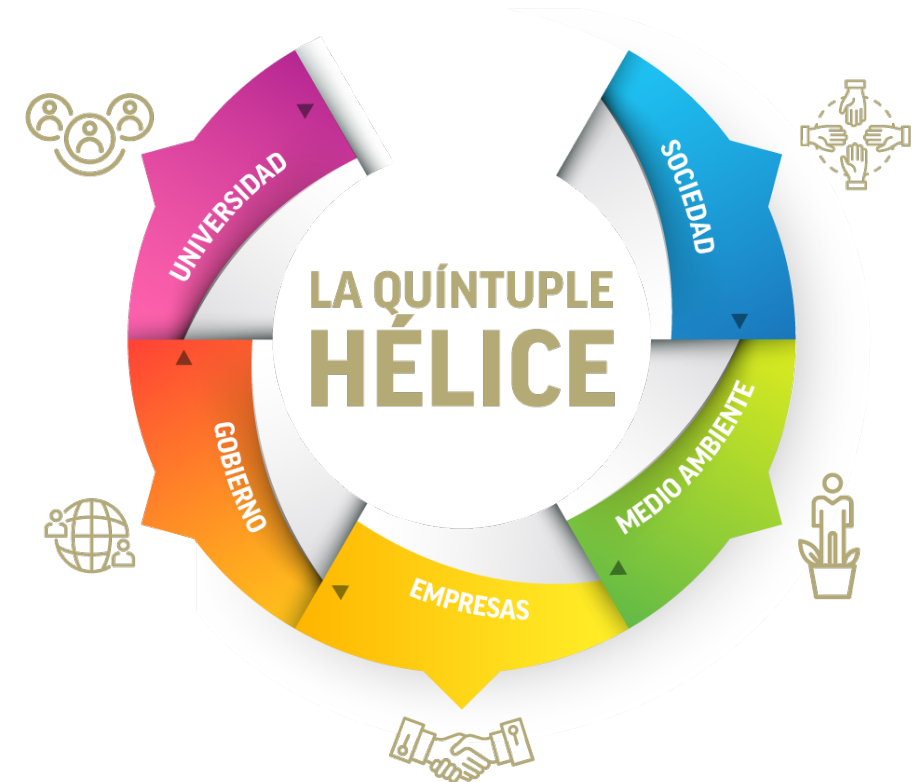 LA QUÍNTUPLE
HÉLICE
UNIVERSIDAD
GOBIERNO
EMPRESAS
MEDIO AMBIENTE
SOCIEDAD